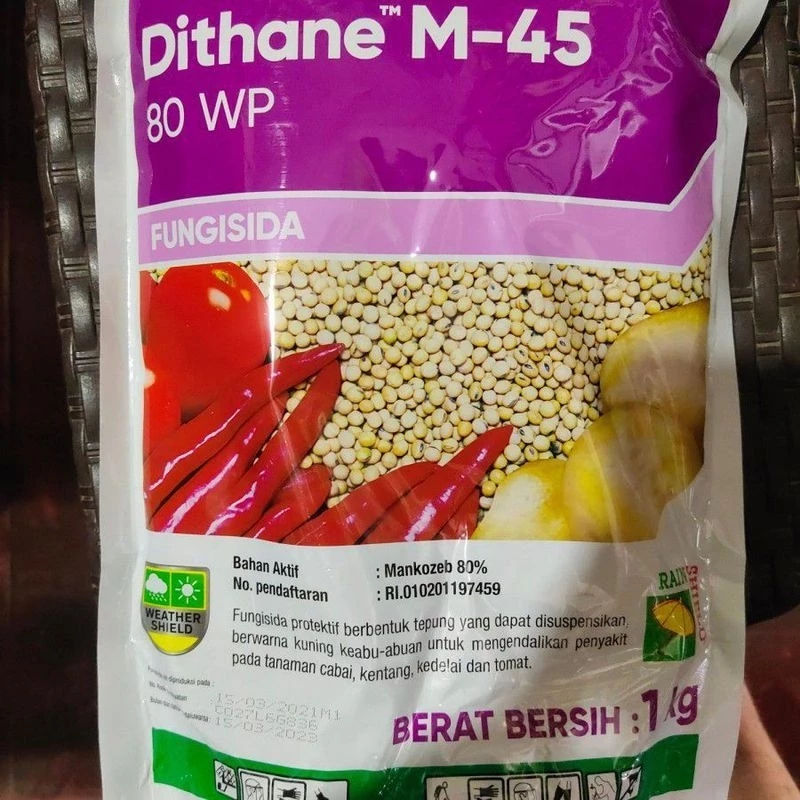 Dithane™ M-45
80 WP
FUNGISIDA
Bahan Aktif : Mankozeb 80%
No. pendaftaran : RI.010201197459
WEATHER
SHIELD
RAIN
SHIELD
Fungisida protektif berbentuk tepung yang dapat disuspensikan,
berwarna kuning keabu-abuan untuk mengendalikan penyakit
pada tanaman cabai, kentang, kedelai dan tomat.
15/03/2021M1
C027L66836
15/03/2023
BERAT BERSIH : 1 kg